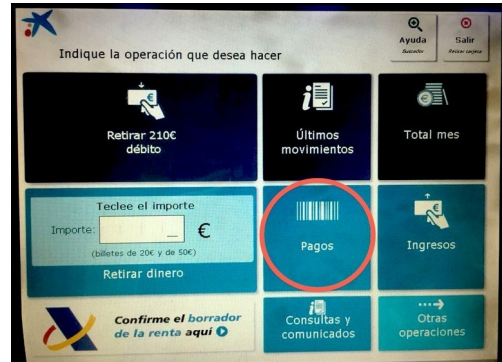 Indique la operación que desea hacer
Ayuda
Buscador
Salir
Retirar tarjeta
Retirar 210€
débito
Últimos
movimientos
Total mes
Teclee el importe
Importe: _ €
(billetes de 20€ y de 50€)
Retirar dinero
Pagos
Ingresos
Confirme el borrador
de la renta aquí
Consultas y
comunicados
Otras
operaciones